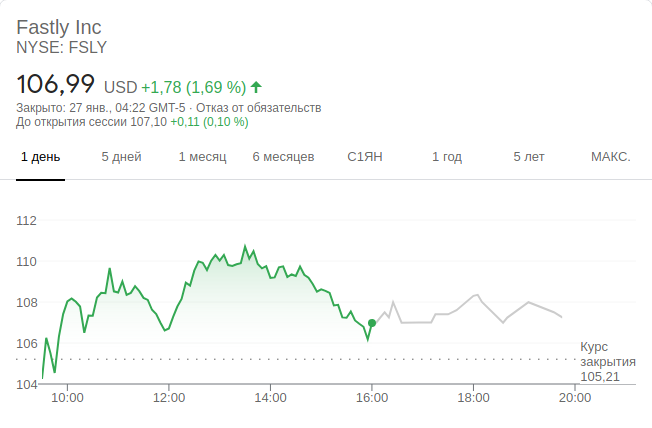 Fastly Inc
NYSE: FSLY
106,99 USD +1,78 (1,69 %)
Закрыто: 27 янв., 04:22 GMT-5 · Отказ от обязательств
До открытия сессии 107,10 +0,11 (0,10 %)
1 день 5 дней 1 месяц 6 месяцев С1ЯН 1 год 5 лет МАКС.
112
110
108
106
104
Курс
закрытия
105,21
10:00 12:00 14:00 16:00 18:00 20:00